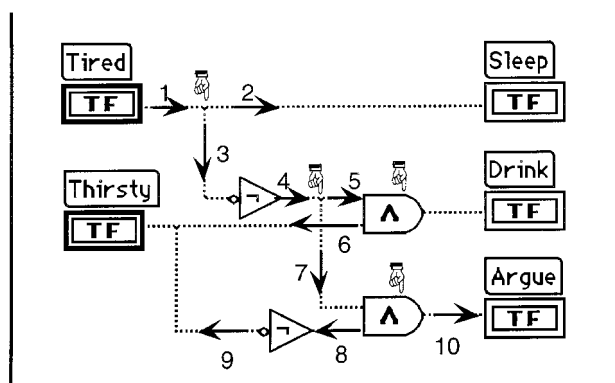 Tired
Sleep
TF
1
2
TF
3
Thirsty
4
5
Drink
TF
¬
∧
TF
6
7
Argue
¬
∧
TF
9
8
10